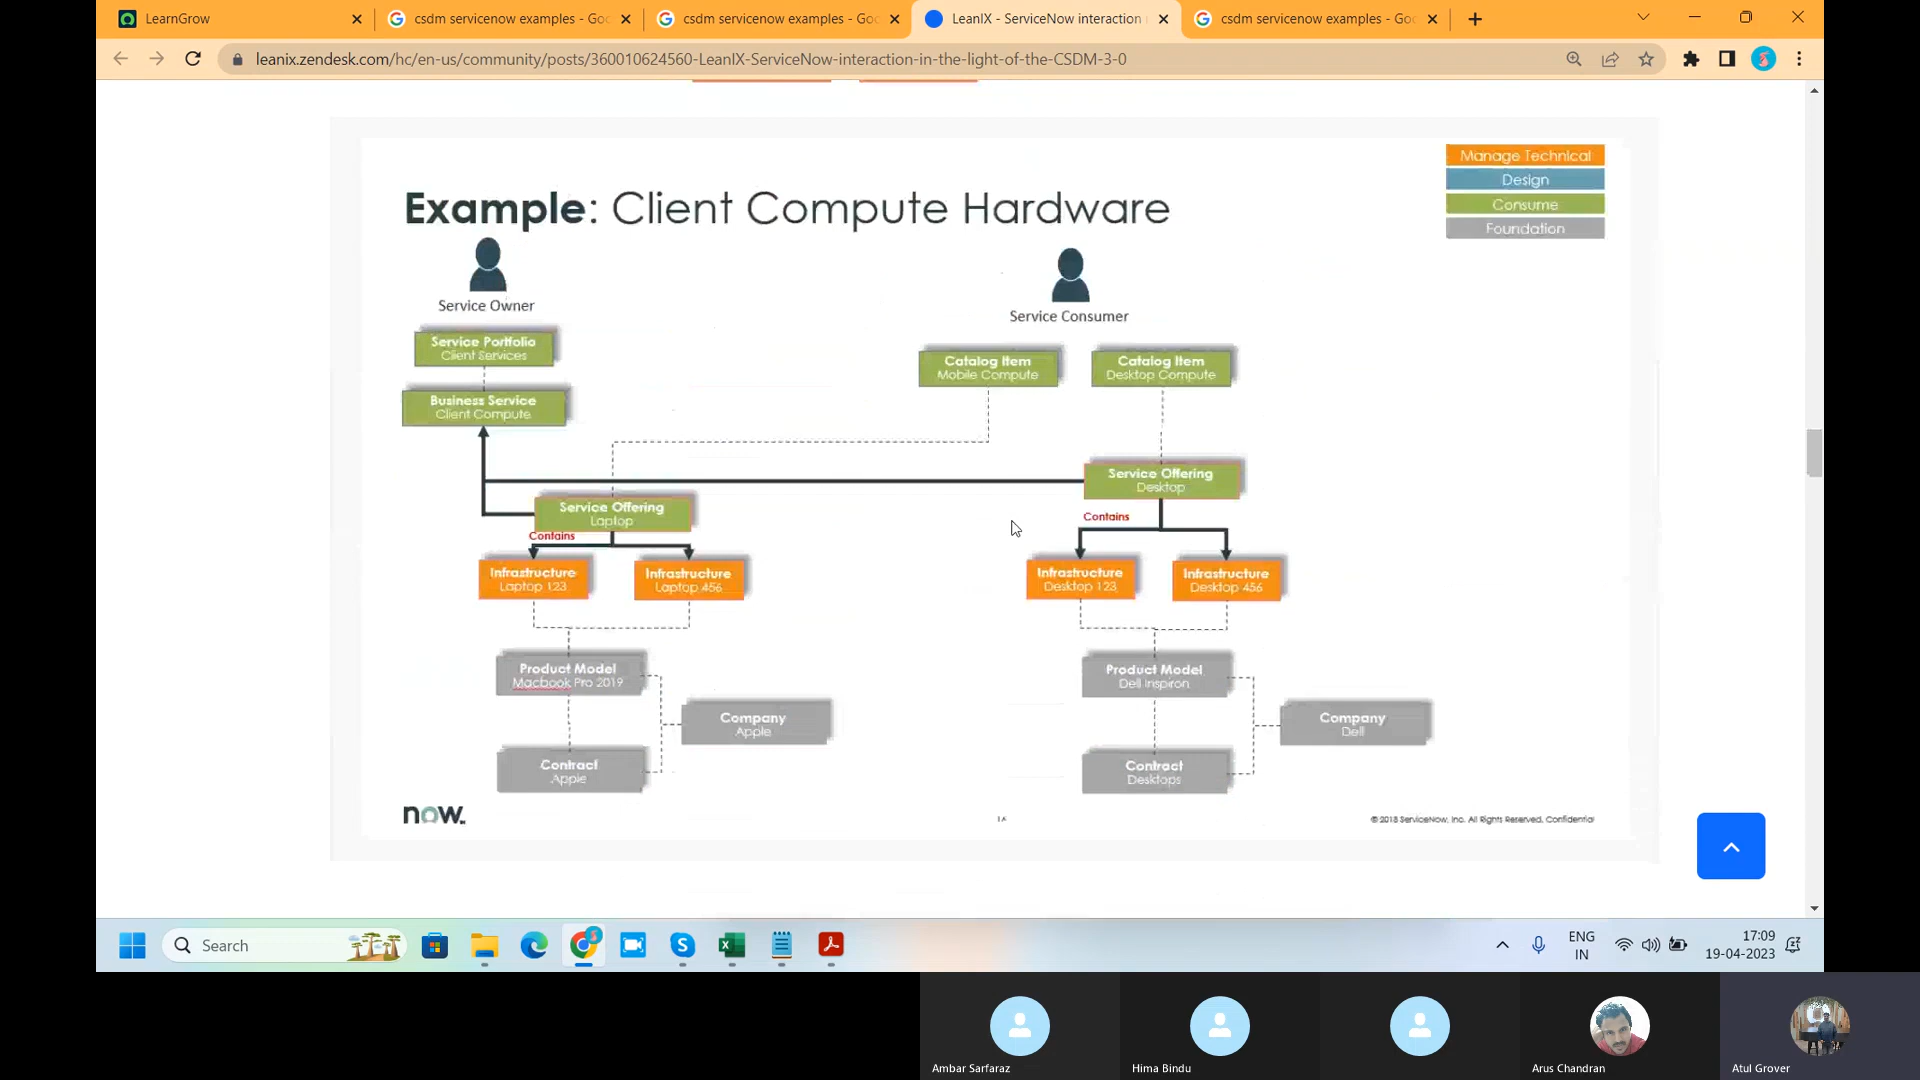 LearnGrow
csdm servicenow examples - Goo
csdm servicenow examples - Goo
LeanIX - ServiceNow interaction
csdm servicenow examples - Goo
leanix.zendesk.com/hc/en-us/community/posts/360010624560-LeanIX-ServiceNow-interaction-in-the-light-of-the-CSDM-3-0
Manage Technical
Design
Consume
Foundation
Example: Client Compute Hardware
Service Owner
Service Consumer
Service Portfolio
Client Services
Business Service
Client Compute
Catalog Item
Mobile Compute
Catalog Item
Desktop Compute
Service Offering
Desktop
Contains
Service Offering
Laptop
Contains
Infrastructure
Laptop 123
Infrastructure
Laptop 456
Infrastructure
Desktop 123
Infrastructure
Desktop 456
Product Model
Macbook Pro 2019
Company
Apple
Contract
Apple
Product Model
Dell Inspiron
Company
Dell
Contract
Desktops
now.
© 2018 ServiceNow, Inc. All Rights Reserved. Confidential
Search
ENG
IN
17:09
19-04-2023
Ambar Sarfaraz
Hima Bindu
Arus Chandran
Atul Grover